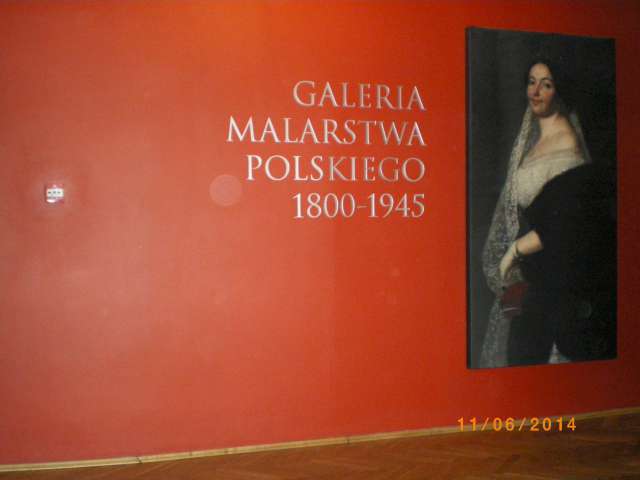 GALERIA
MALARSTWA
POLSKIEGO
1800-1945
11/06/2014